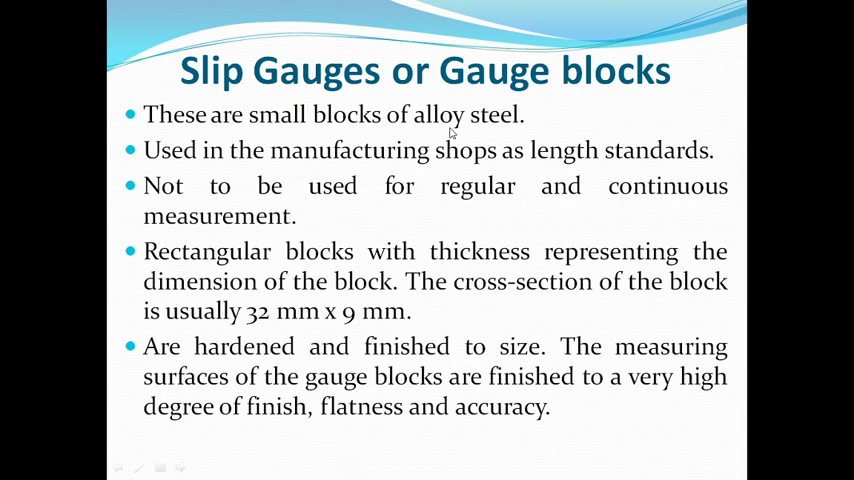 Slip Gauges or Gauge blocks
• These are small blocks of alloy steel.
• Used in the manufacturing shops as length standards.
• Not to be used for regular and continuous
measurement.
• Rectangular blocks with thickness representing the
dimension of the block. The cross-section of the block
is usually 32 mm x 9 mm.
• Are hardened and finished to size. The measuring
surfaces of the gauge blocks are finished to a very high
degree of finish, flatness and accuracy.